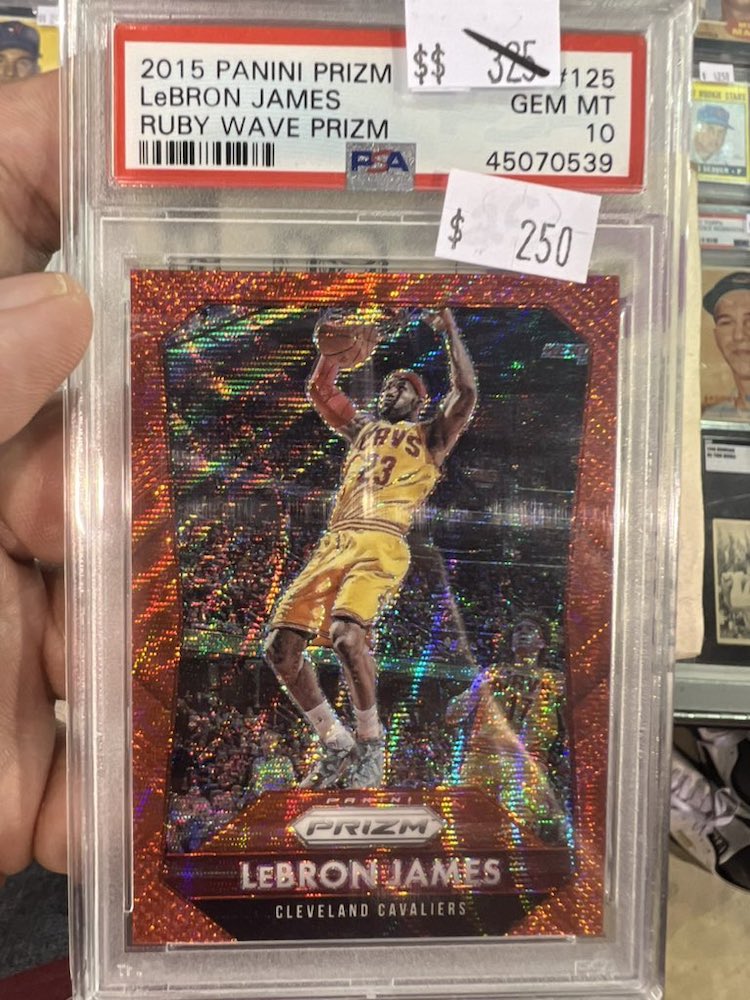 $$ 325
2015 PANINI PRIZM #125
LeBRON JAMES GEM MT
RUBY WAVE PRIZM 10
PSA 45070539
$ 250
CAVS
23
PANINI
PRIZM
LeBRON JAMES
CLEVELAND CAVALIERS